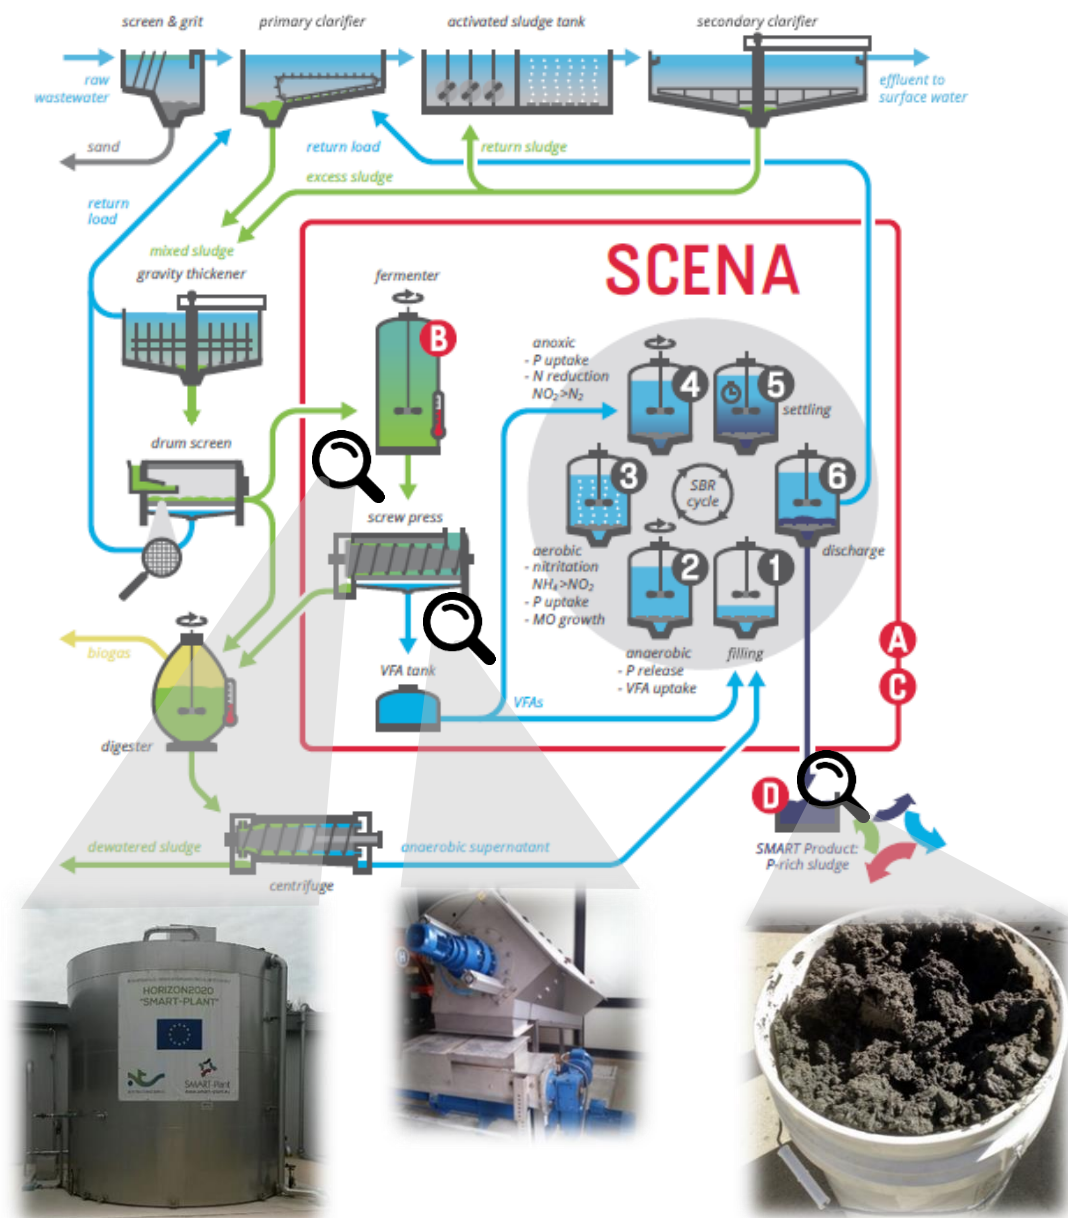 screen & grit
primary clarifier
activated sludge tank
secondary clarifier
raw
wastewater
effluent to
surface water
sand
return load
return sludge
excess sludge
return
load
mixed sludge
gravity thickener
SCENA
fermenter
B
anoxic
- P uptake
- N reduction
NO₂>N₂
4
5
settling
drum screen
3
SBR
cycle
6
screw press
aerobic
- nitritation
NH₄>NO₂
- P uptake
- MO growth
2
1
discharge
anaerobic
- P release
- VFA uptake
filling
A
C
biogas
VFA tank
VFAs
digester
D
dewatered sludge
anaerobic supernatant
centrifuge
SMART Product:
P-rich sludge
HORIZON2020
"SMART-PLANT"
SMART-Plant